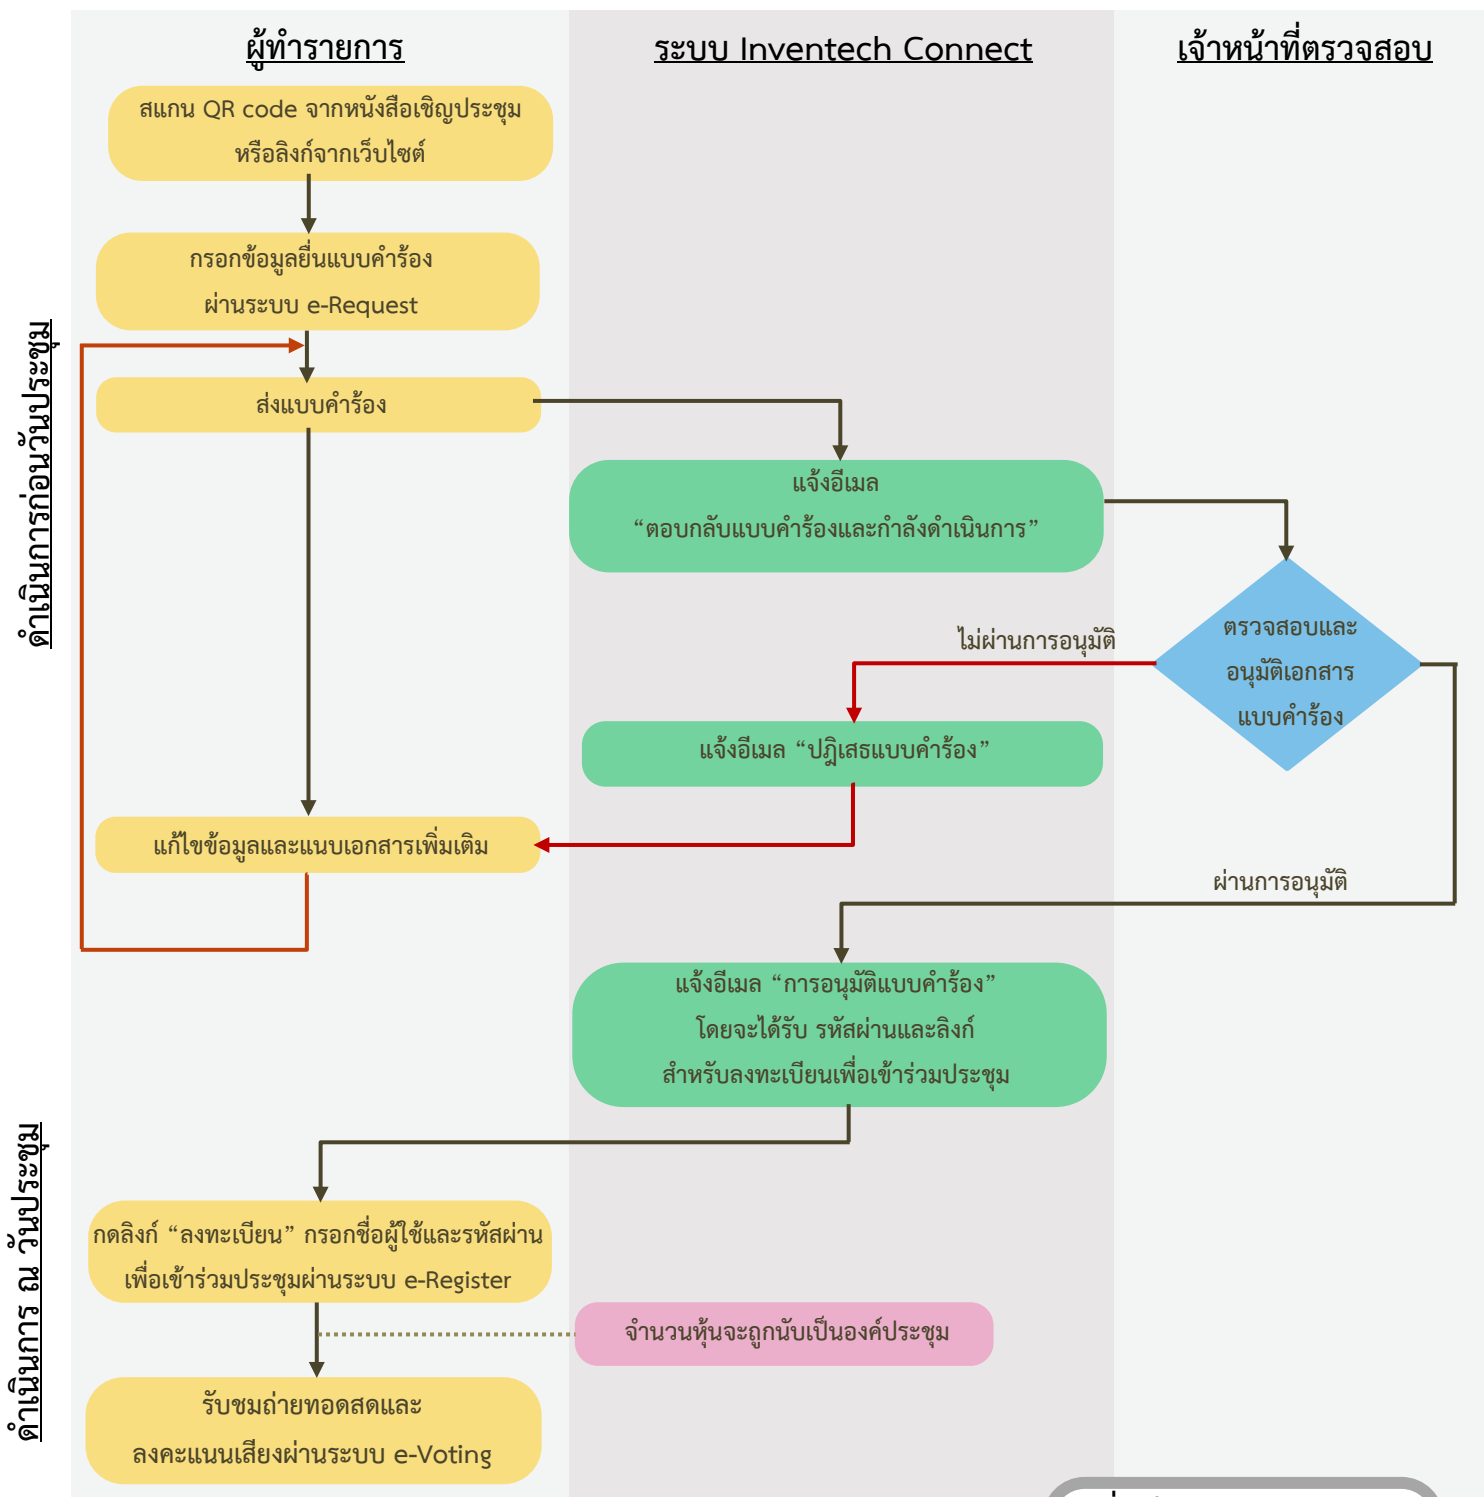 ผู้ทำรายการ
ระบบ Inventech Connect
เจ้าหน้าที่ตรวจสอบ
ดำเนินการก่อนวันประชุม
สแกน QR code จากหนังสือเชิญประชุม
หรือลิงก์จากเว็บไซต์
กรอกข้อมูลยื่นแบบคำร้อง
ผ่านระบบ e-Request
ส่งแบบคำร้อง
แจ้งอีเมล
“ตอบกลับแบบคำร้องและกำลังดำเนินการ”
ตรวจสอบและ
อนุมัติเอกสาร
แบบคำร้อง
ไม่ผ่านการอนุมัติ
แจ้งอีเมล “ปฎิเสธแบบคำร้อง”
แก้ไขข้อมูลและแนบเอกสารเพิ่มเติม
ผ่านการอนุมัติ
แจ้งอีเมล “การอนุมัติแบบคำร้อง”
โดยจะได้รับ รหัสผ่านและลิงก์
สำหรับลงทะเบียนเพื่อเข้าร่วมประชุม
ดำเนินการ ณ วันประชุม
กดลิงก์ “ลงทะเบียน” กรอกชื่อผู้ใช้และรหัสผ่าน
เพื่อเข้าร่วมประชุมผ่านระบบ e-Register
จำนวนหุ้นจะถูกนับเป็นองค์ประชุม
รับชมถ่ายทอดสดและ
ลงคะแนนเสียงผ่านระบบ e-Voting